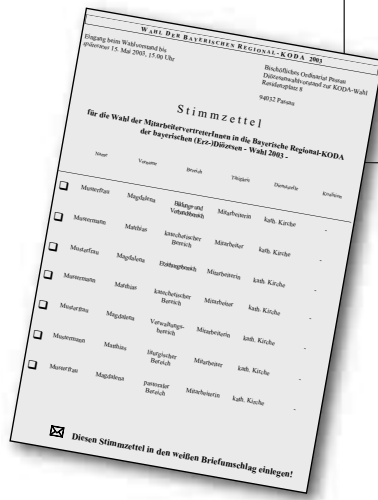 WAHL DER BAYERISCHEN REGIONAL-KODA 2003
Eingang beim Wahlvorstand bis
spätestens 15. Mai 2003, 15.00 Uhr
Bischöfliches Ordinariat Passau
Diözesanwahlvorstand zur KODA-Wahl
Residenzplatz 8
94032 Passau
Stimmzettel
für die Wahl der MitarbeitervertreterInnen in die Bayerische Regional-KODA
der bayerischen (Erz-)Diözesen - Wahl 2003 -
Name Vorname Bereich Tätigkeit Dienststelle
Musterfrau Magdalena Bildungs- und Verbandsbereich Mitarbeiterin kath. Kirche -
Mustermann Matthias katechetischer Bereich Mitarbeiter kath. Kirche -
Musterfrau Magdalena Erziehungsbereich Mitarbeiterin kath. Kirche -
Mustermann Matthias katechetischer Bereich Mitarbeiter kath. Kirche -
Musterfrau Magdalena Verwaltungs-bereich Mitarbeiterin kath. Kirche -
Mustermann Matthias liturgischer Bereich Mitarbeiter kath. Kirche -
Musterfrau Magdalena pastoraler Bereich Mitarbeiterin kath. Kirche -
Diesen Stimmzettel in den weißen Briefumschlag einlegen!